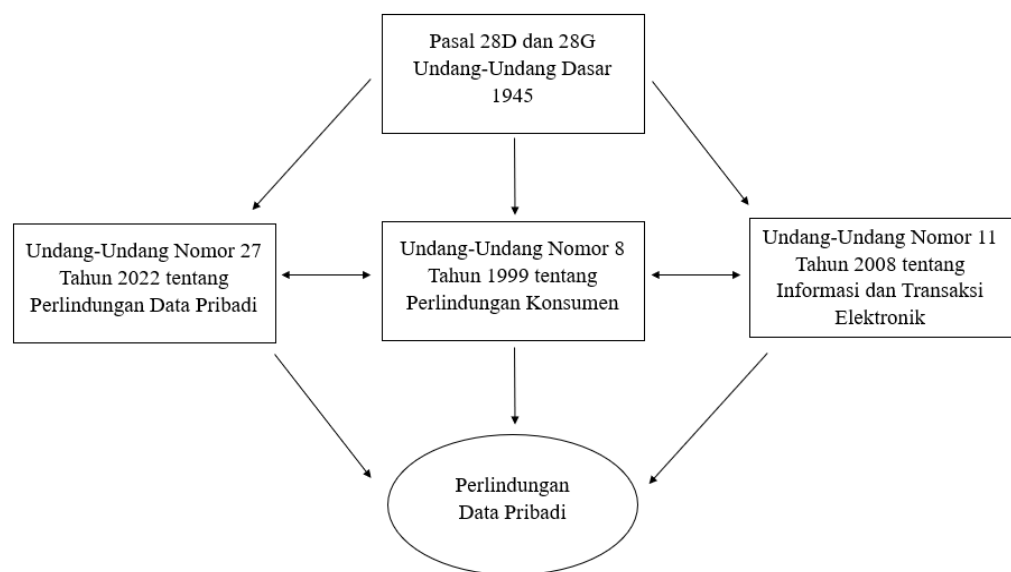 Pasal 28D dan 28G
Undang-Undang Dasar
1945
Undang-Undang Nomor 27
Tahun 2022 tentang
Perlindungan Data Pribadi
Undang-Undang Nomor 8
Tahun 1999 tentang
Perlindungan Konsumen
Undang-Undang Nomor 11
Tahun 2008 tentang
Informasi dan Transaksi
Elektronik
Perlindungan
Data Pribadi